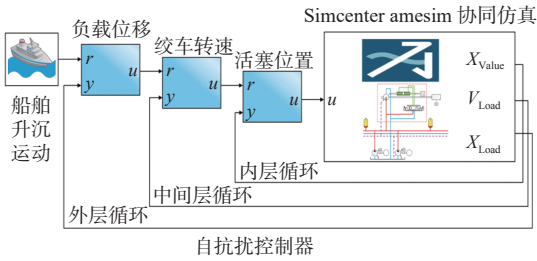 Simcenter amesim 协同仿真
负载位移
绞车转速
活塞位置
r
y
u
r
y
u
r
y
u
u
X_Value
V_Load
X_Load
船舶
升沉
运动
内层循环
中间层循环
外层循环
自抗扰控制器